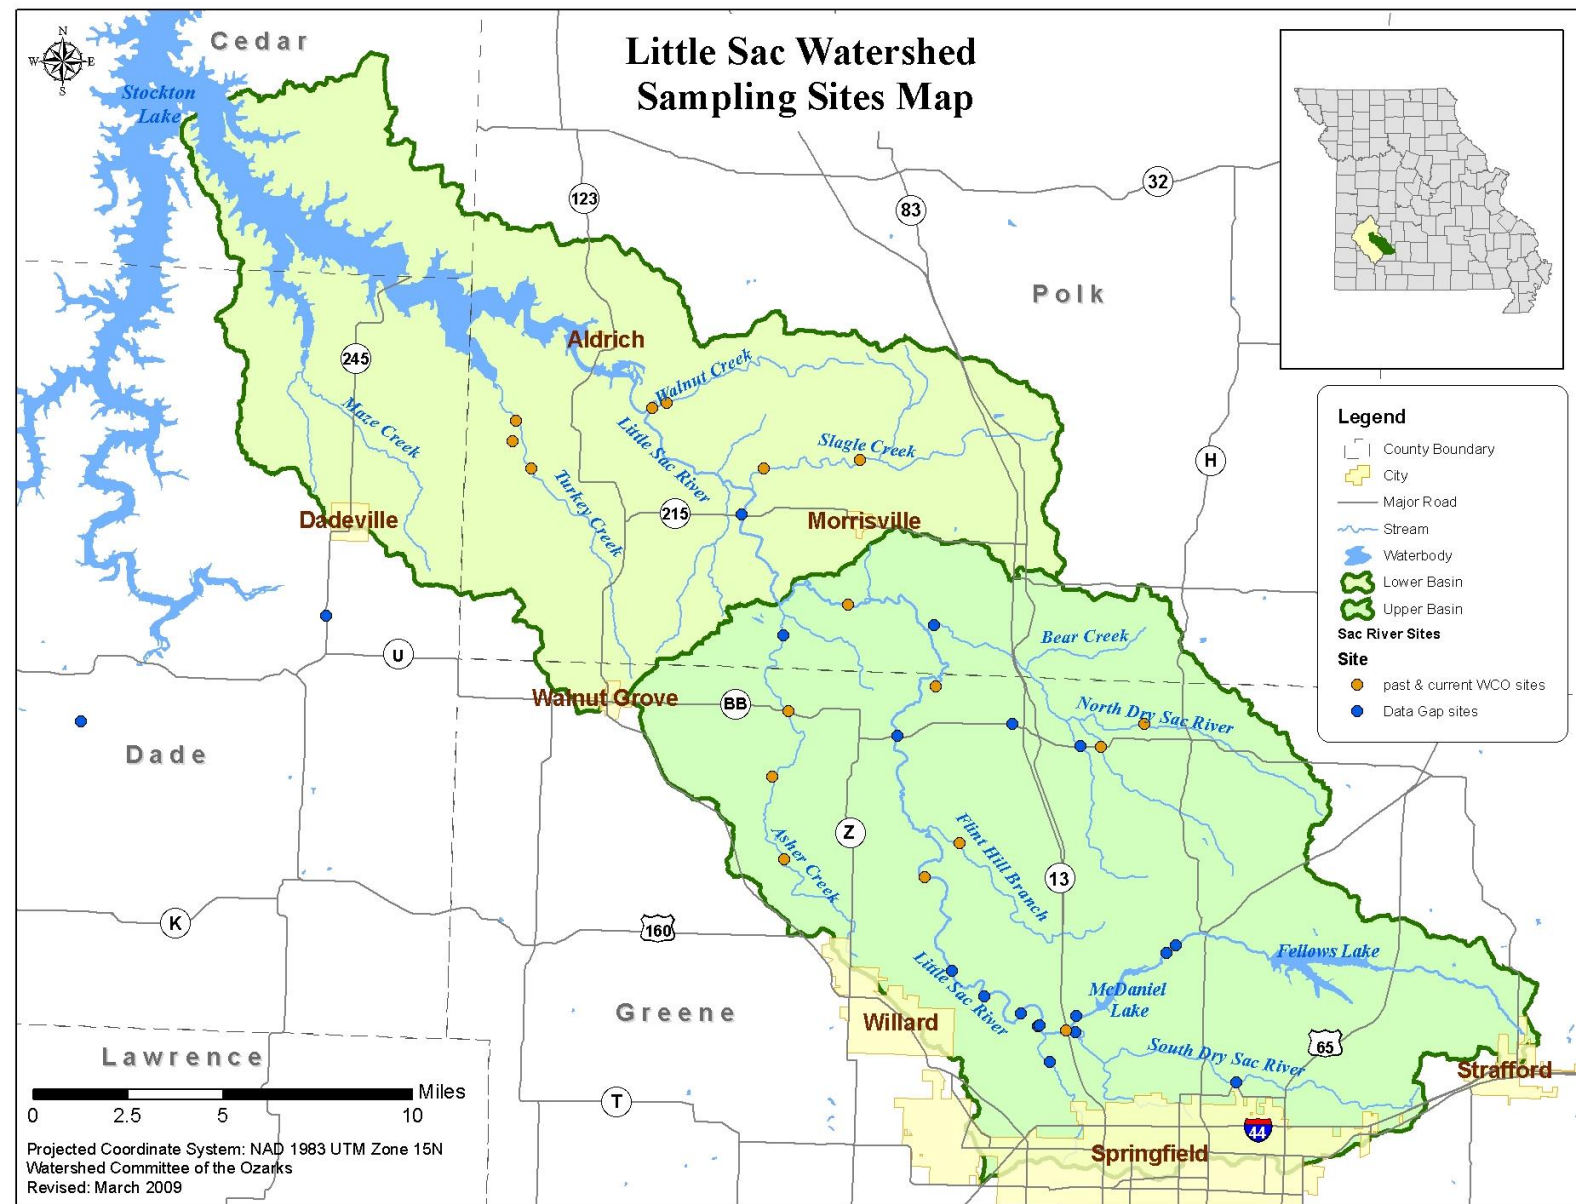 Little Sac Watershed
Sampling Sites Map
N
W
E
S
Cedar
Stockton
Lake
123
83
32
Polk
Aldrich
245
Walnut Creek
Maze Creek
Little Sac River
Slagle Creek
H
Turkey Creek
215
Dadeville
Morrisville
Legend
County Boundary
City
Major Road
Stream
Waterbody
Lower Basin
Upper Basin
Sac River Sites
Site
past & current WCO sites
Data Gap sites
U
Bear Creek
Walnut Grove
BB
North Dry Sac River
Dade
Z
Flint Hill Branch
Asher Creek
13
K
160
Fellows Lake
Little Sac River
McDaniel
Lake
Greene
Willard
65
South Dry Sac River
Lawrence
Strafford
T
44
Springfield
Miles
0
2.5
5
10
Projected Coordinate System: NAD 1983 UTM Zone 15N
Watershed Committee of the Ozarks
Revised: March 2009